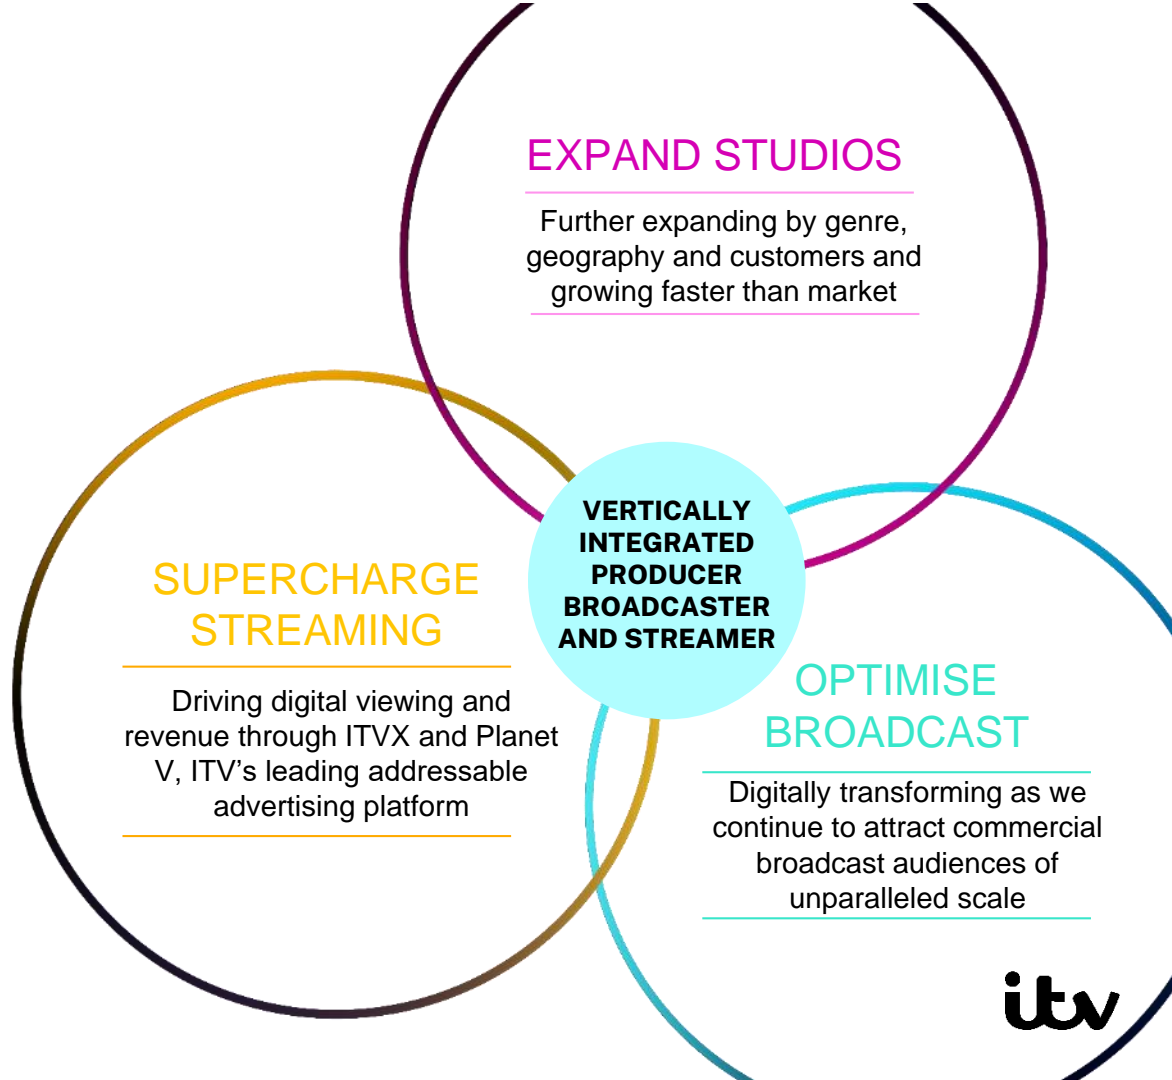 EXPAND STUDIOS
Further expanding by genre,
geography and customers and
growing faster than market
VERTICALLY
INTEGRATED
PRODUCER
BROADCASTER
AND STREAMER
SUPERCHARGE
STREAMING
Driving digital viewing and
revenue through ITVX and Planet
V, ITV’s leading addressable
advertising platform
OPTIMISE
BROADCAST
Digitally transforming as we
continue to attract commercial
broadcast audiences of
unparalleled scale
itv